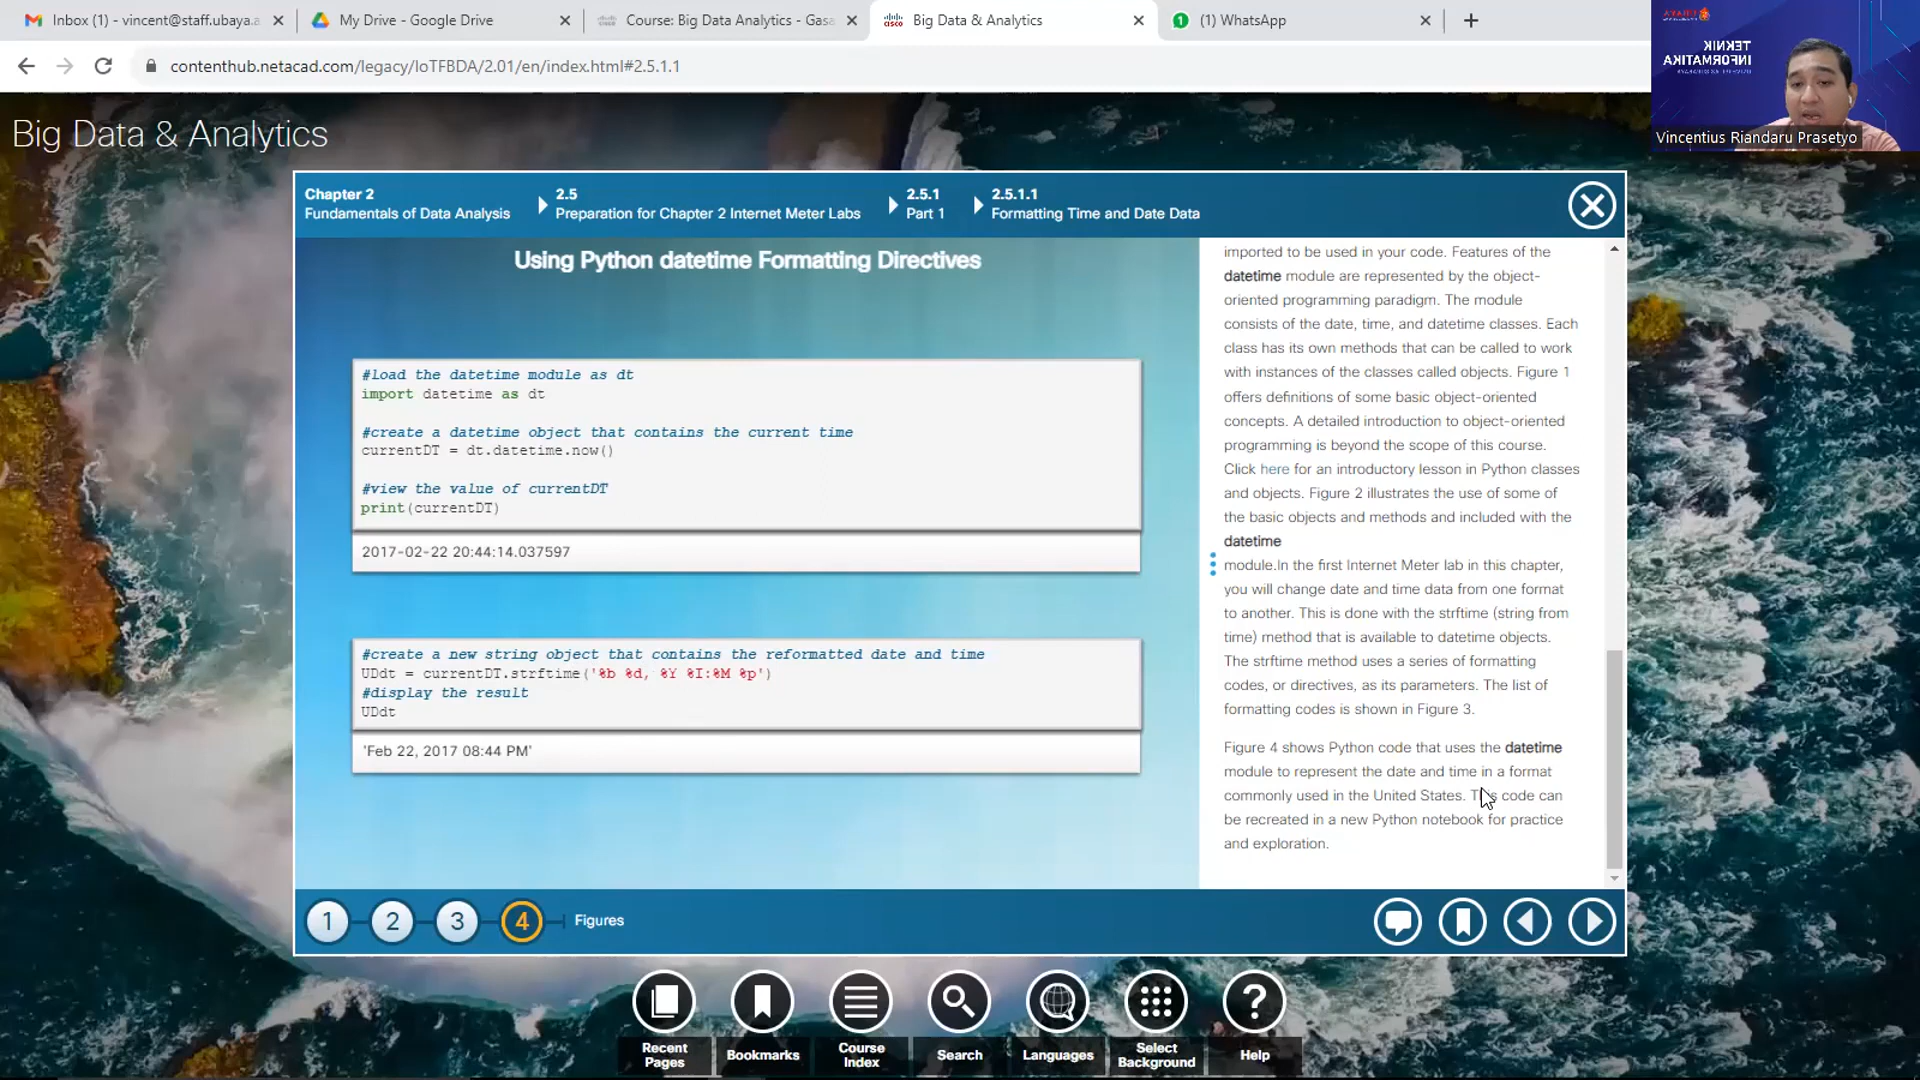 Inbox (1) - vincent@staff.ubaya.a
My Drive - Google Drive
Course: Big Data Analytics - Gasa
Big Data & Analytics
(1) WhatsApp
contenthub.netacad.com/legacy/IoTFBDA/2.01/en/index.html#2.5.1.1
TEKNIK
INFORMATIKA
Vincentius Riandaru Prasetyo
Big Data & Analytics
Chapter 2
Fundamentals of Data Analysis
2.5
Preparation for Chapter 2 Internet Meter Labs
2.5.1
Part 1
2.5.1.1
Formatting Time and Date Data
Using Python datetime Formatting Directives
#load the datetime module as dt
import datetime as dt
#create a datetime object that contains the current time
currentDT = dt.datetime.now()
#view the value of currentDT
print(currentDT)
2017-02-22 20:44:14.037597
#create a new string object that contains the reformatted date and time
UDdt = currentDT.strftime('%b %d, %Y %I:%M %p')
#display the result
UDdt
'Feb 22, 2017 08:44 PM'
imported to be used in your code. Features of the
datetime module are represented by the object-
oriented programming paradigm. The module
consists of the date, time, and datetime classes. Each
class has its own methods that can be called to work
with instances of the classes called objects. Figure 1
offers definitions of some basic object-oriented
concepts. A detailed introduction to object-oriented
programming is beyond the scope of this course.
Click here for an introductory lesson in Python classes
and objects. Figure 2 illustrates the use of some of
the basic objects and methods and included with the
datetime
module.In the first Internet Meter lab in this chapter,
you will change date and time data from one format
to another. This is done with the strftime (string from
time) method that is available to datetime objects.
The strftime method uses a series of formatting
codes, or directives, as its parameters. The list of
formatting codes is shown in Figure 3.
Figure 4 shows Python code that uses the datetime
module to represent the date and time in a format
commonly used in the United States. This code can
be recreated in a new Python notebook for practice
and exploration.
1
2
3
4
Figures
Recent
Pages
Bookmarks
Course
Index
Search
Languages
Select
Background
Help